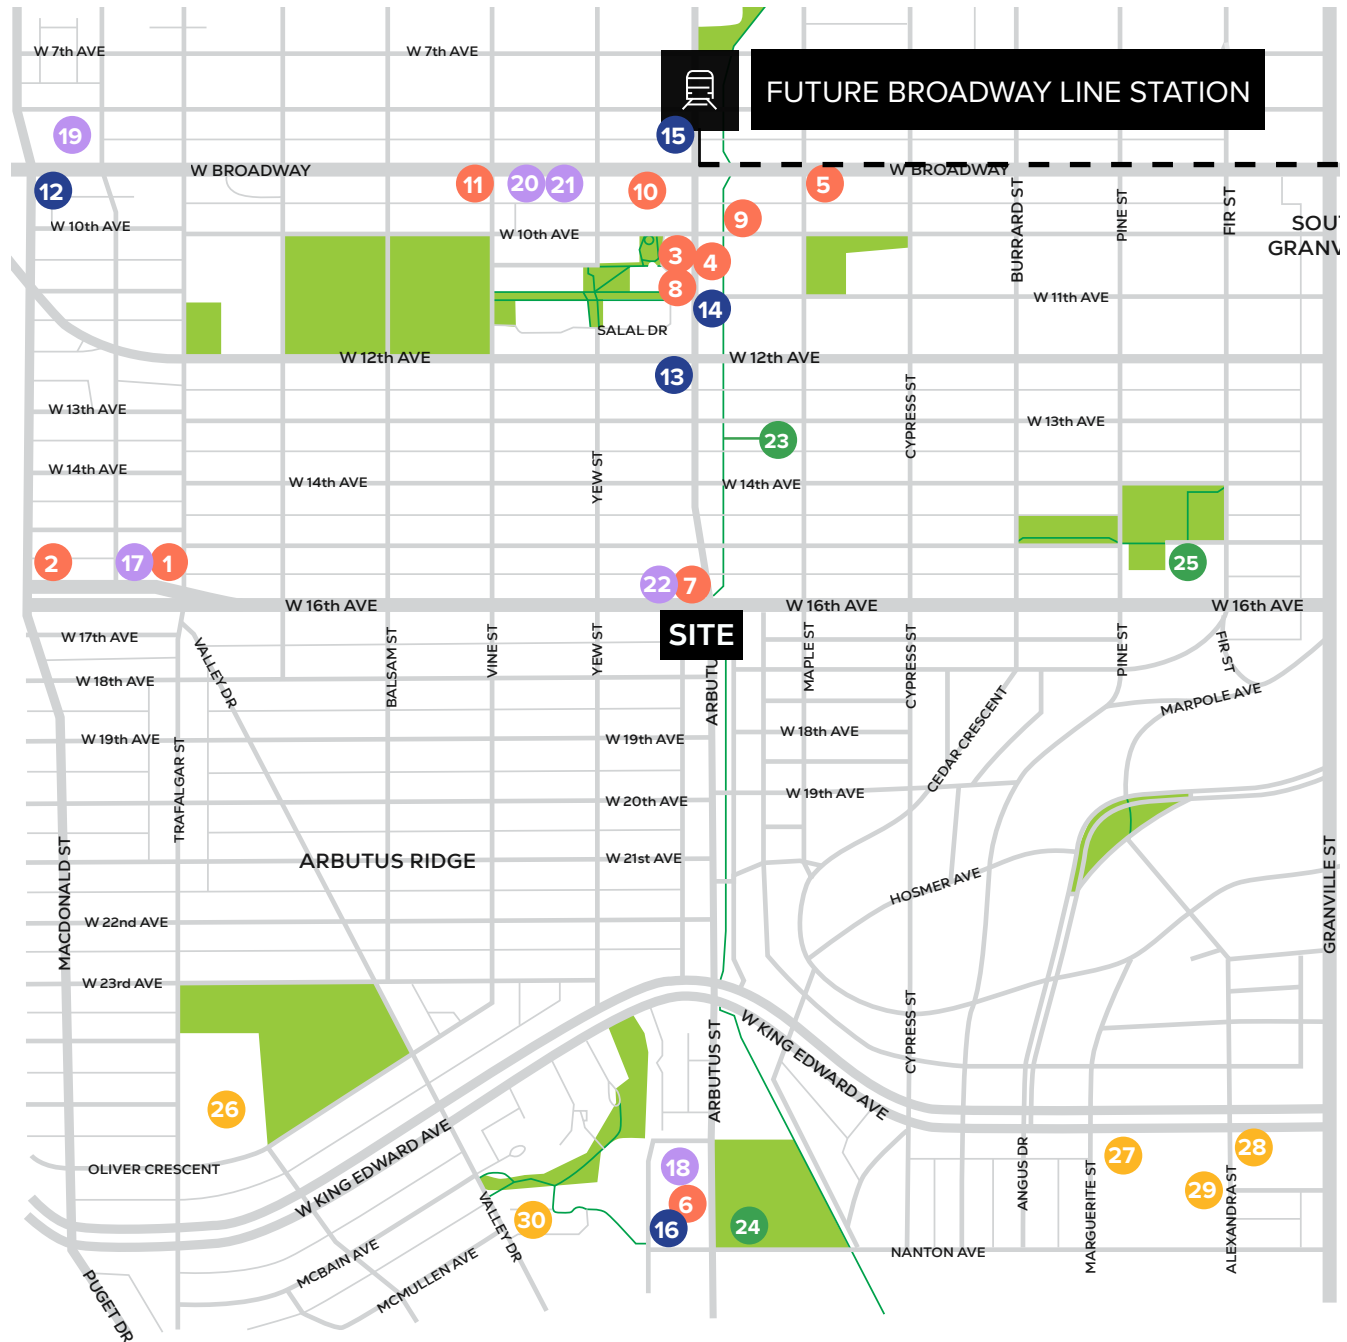 W 7th AVE
W 7th AVE
FUTURE BROADWAY LINE STATION
19
15
W BROADWAY
W BROADWAY
12
11
20
21
10
5
BURRARD ST
PINE ST
FIR ST
W 10th AVE
W 10th AVE
9
SOU
GRANV
3
4
8
14
W 11th AVE
SALAL DR
W 12th AVE
W 12th AVE
13
CYPRESS ST
W 13th AVE
W 13th AVE
23
W 14th AVE
W 14th AVE
YEW ST
W 14th AVE
2
17
1
22
7
25
W 16th AVE
W 16th AVE
W 16th AVE
SITE
W 17th AVE
VALLEY DR
BALSAM ST
VINE ST
YEW ST
ARBUTU
MAPLE ST
CYPRESS ST
PINE ST
FIR ST
W 18th AVE
MARPOLE AVE
W 19th AVE
TRAFALGAR ST
W 19th AVE
W 18th AVE
CEDAR CRESCENT
W 20th AVE
W 19th AVE
ARBUTUS RIDGE
W 21st AVE
MACDONALD ST
HOSMER AVE
GRANVILLE ST
W 22nd AVE
W 23rd AVE
ARBUTUS ST
W KING EDWARD AVE
CYPRESS ST
26
W KING EDWARD AVE
OLIVER CRESCENT
18
6
16
24
30
VALLEY DR
27
28
29
ANGUS DR
MARGUERITE ST
ALEXANDRA ST
NANTON AVE
MCBAIN AVE
MCMULLEN AVE
PUGET DR